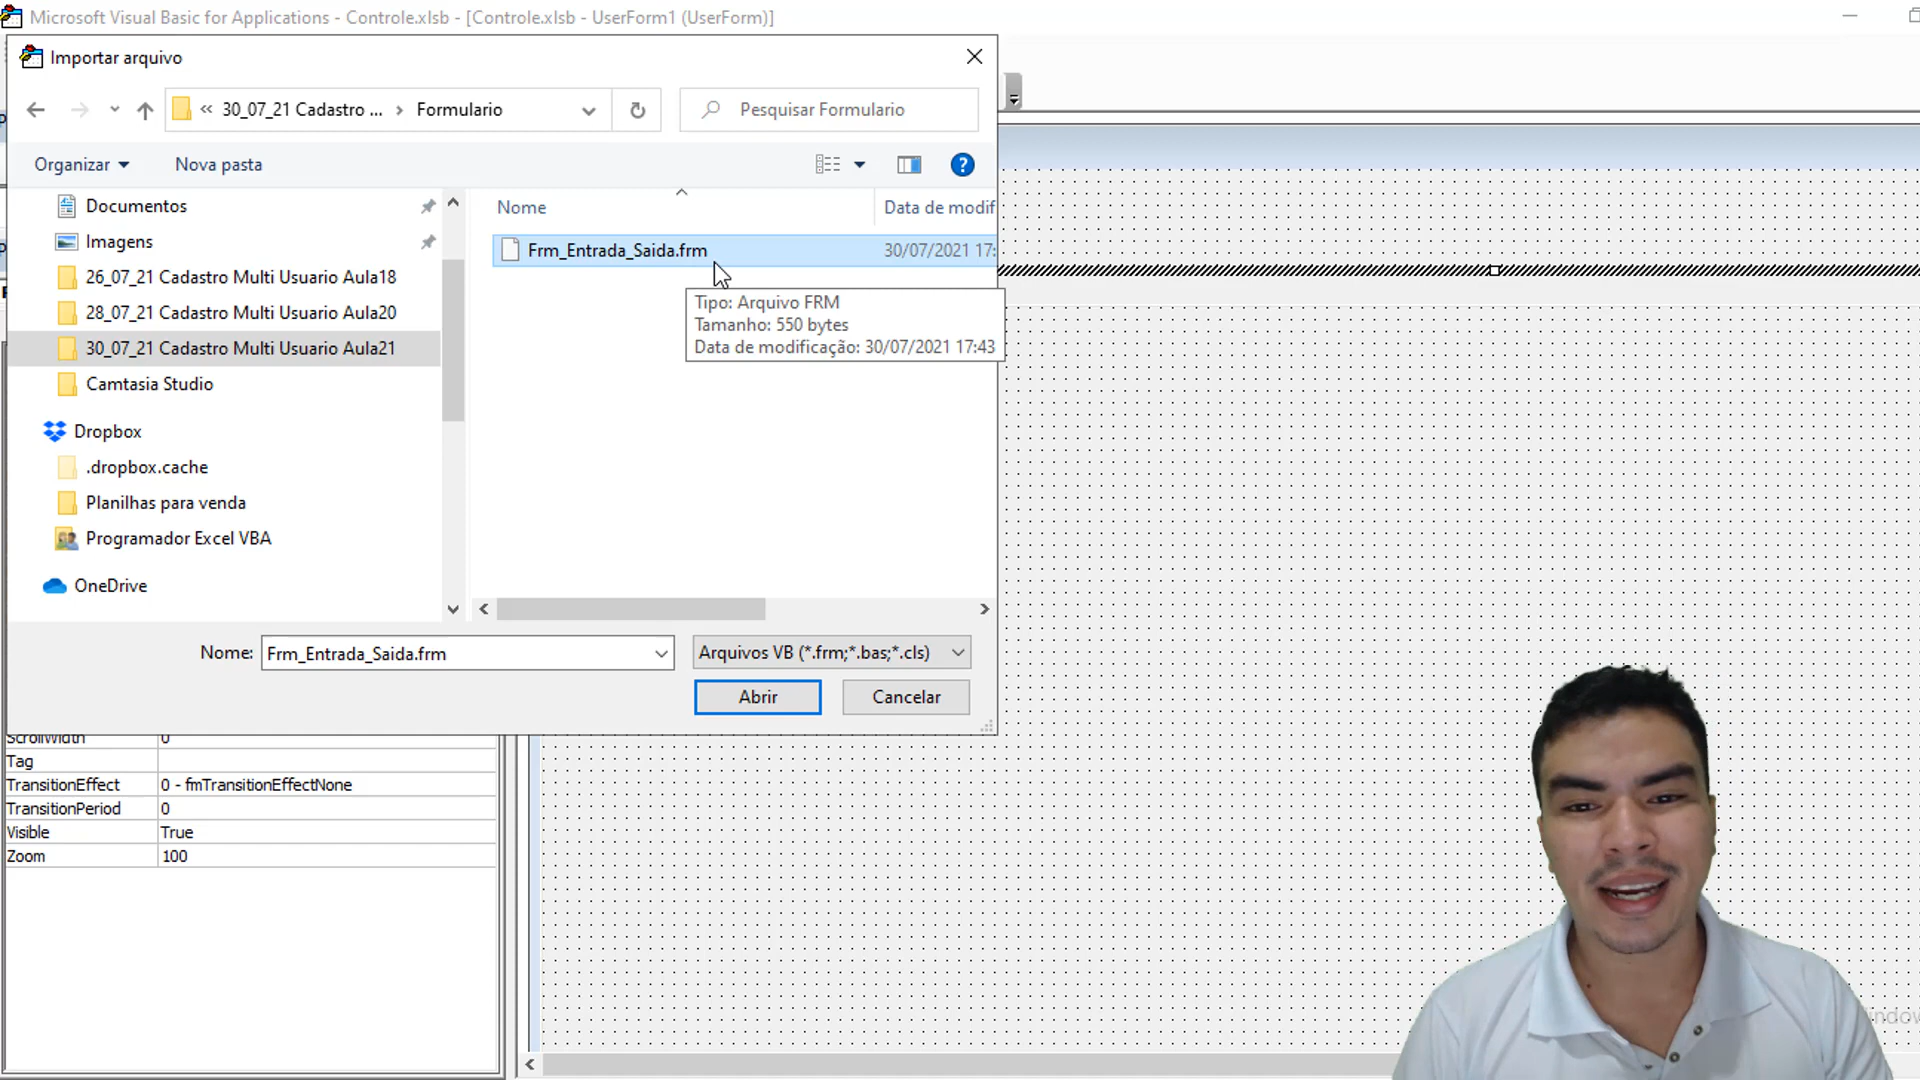 Microsoft Visual Basic for Applications - Controle.xlsb - [Controle.xlsb - UserForm1 (UserForm)]
Importar arquivo
« 30_07_21 Cadastro ... › Formulario
Pesquisar Formulario
Organizar
Nova pasta
?
Documentos
Imagens
26_07_21 Cadastro Multi Usuario Aula18
28_07_21 Cadastro Multi Usuario Aula20
30_07_21 Cadastro Multi Usuario Aula21
Camtasia Studio
Dropbox
.dropbox.cache
Planilhas para venda
Programador Excel VBA
OneDrive
Nome
Data de modif
Frm_Entrada_Saida.frm
30/07/2021 17:
Tipo: Arquivo FRM
Tamanho: 550 bytes
Data de modificação: 30/07/2021 17:43
Nome: Frm_Entrada_Saida.frm
Arquivos VB (*.frm;*.bas;*.cls)
Abrir
Cancelar
ScrollWidth 0
Tag
TransitionEffect 0 - fmTransitionEffectNone
TransitionPeriod 0
Visible True
Zoom 100